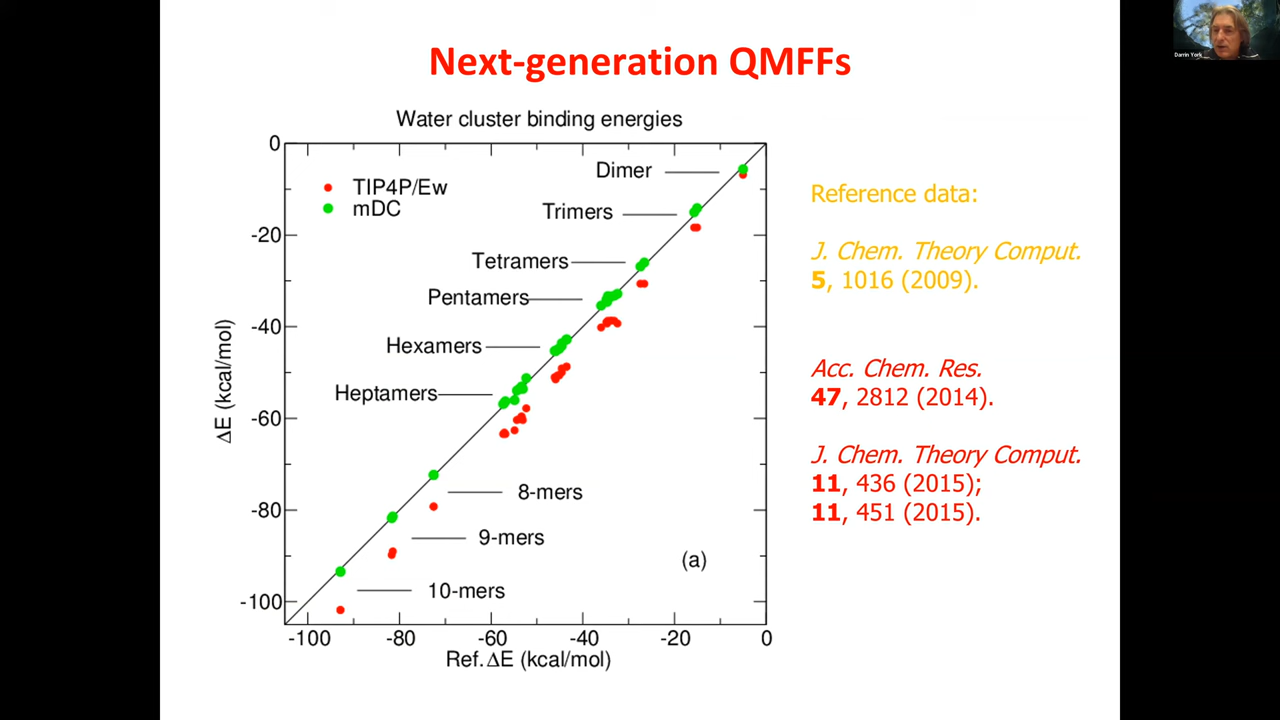 Next-generation QMFFs
Darrin York
Water cluster binding energies
TIP4P/Ew
mDC
Dimer
Trimers
Tetramers
Pentamers
Hexamers
Heptamers
8-mers
9-mers
10-mers
(a)
0
-20
-40
-60
-80
-100
ΔE (kcal/mol)
-100 -80 -60 -40 -20 0
Ref. ΔE (kcal/mol)
Reference data:
J. Chem. Theory Comput.
5, 1016 (2009).
Acc. Chem. Res.
47, 2812 (2014).
J. Chem. Theory Comput.
11, 436 (2015);
11, 451 (2015).